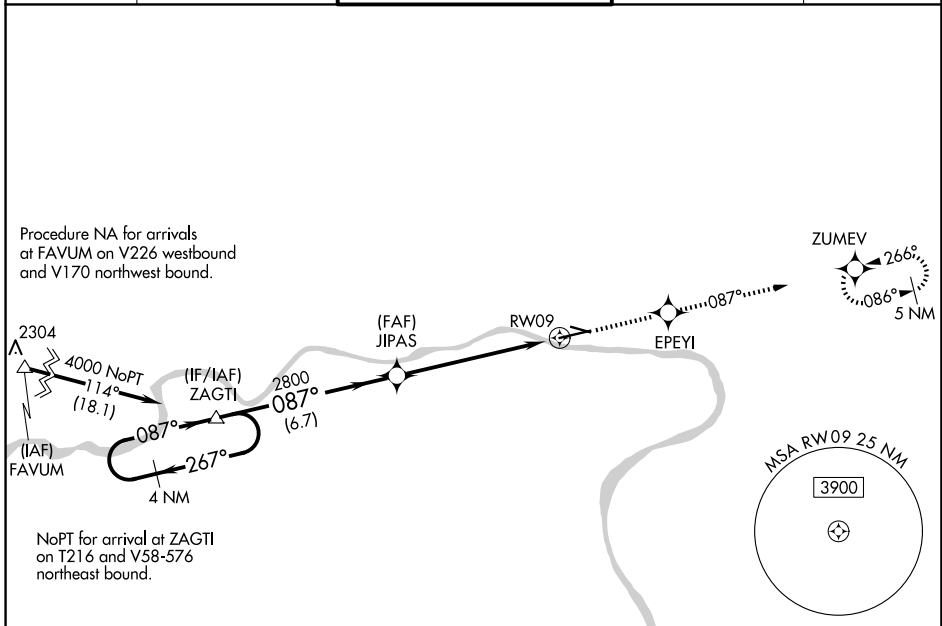 Procedure NA for arrivals
at FAVUM on V226 westbound
and V170 northwest bound.
ZUMEV
266°
086°
5 NM
087°
EPEYI
RW09
(FAF)
JIPAS
2304
4000 NoPT
114°
(18.1)
(IAF)
FAVUM
(IF/IAF)
ZAGTI
2800
087°
(6.7)
087°
267°
4 NM
MSA RW09 25 NM
3900
NoPT for arrival at ZAGTI
on T216 and V58-576
northeast bound.